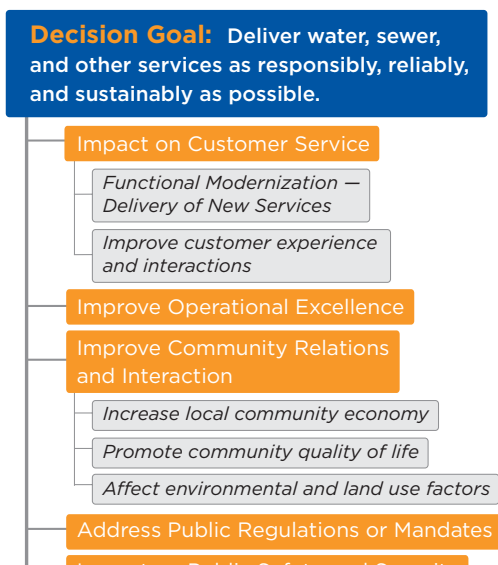 Decision Goal: Deliver water, sewer,
and other services as responsibly, reliably,
and sustainably as possible.
Impact on Customer Service
Functional Modernization —
Delivery of New Services
Improve customer experience
and interactions
Improve Operational Excellence
Improve Community Relations
and Interaction
Increase local community economy
Promote community quality of life
Affect environmental and land use factors
Address Public Regulations or Mandates